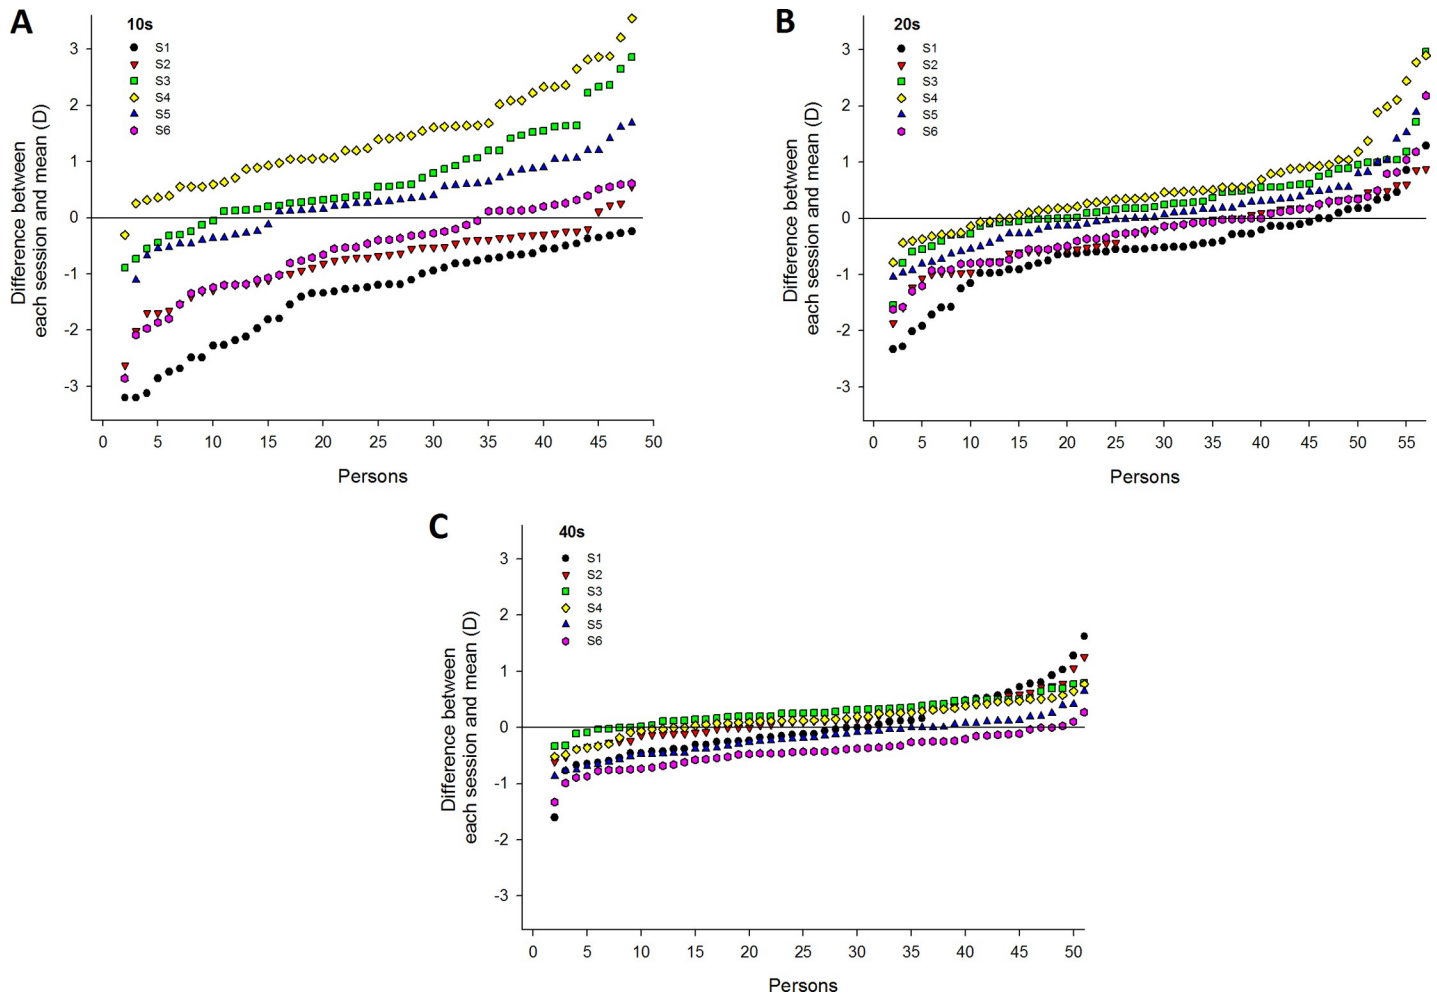 A
10s
S1
S2
S3
S4
S5
S6
3
2
1
0
-1
-2
-3
Difference between
each session and mean (D)
0 5 10 15 20 25 30 35 40 45 50
Persons
B
20s
S1
S2
S3
S4
S5
S6
3
2
1
0
-1
-2
-3
Difference between
each session and mean (D)
0 5 10 15 20 25 30 35 40 45 50 55
Persons
C
40s
S1
S2
S3
S4
S5
S6
3
2
1
0
-1
-2
-3
Difference between
each session and mean (D)
0 5 10 15 20 25 30 35 40 45 50
Persons